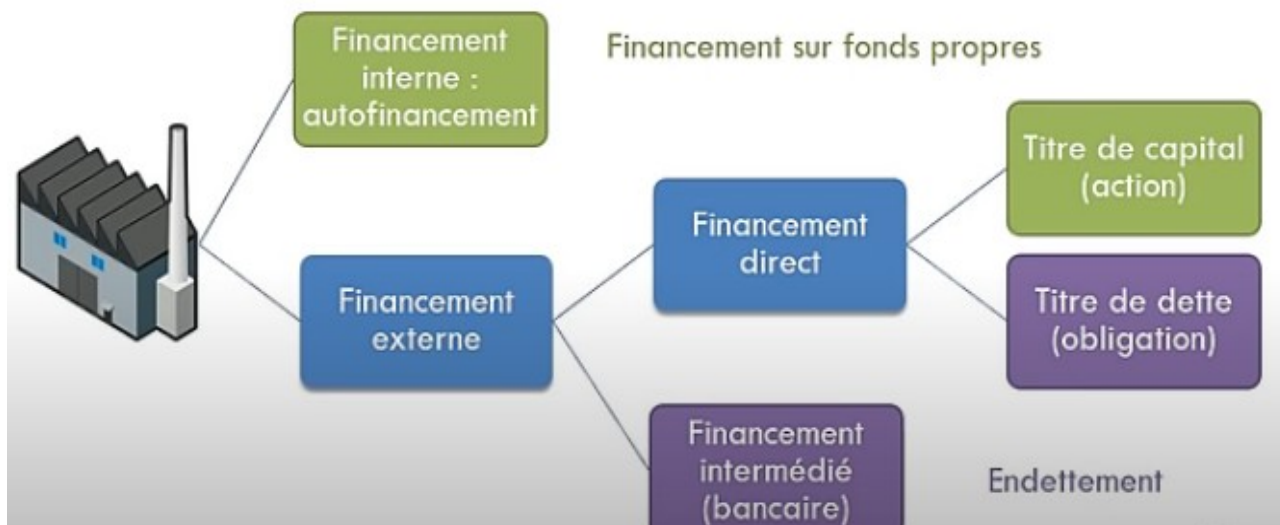 Financement
interne :
autofinancement
Financement sur fonds propres
Financement
externe
Financement
direct
Titre de capital
(action)
Titre de dette
(obligation)
Financement
intermédié
(bancaire)
Endettement